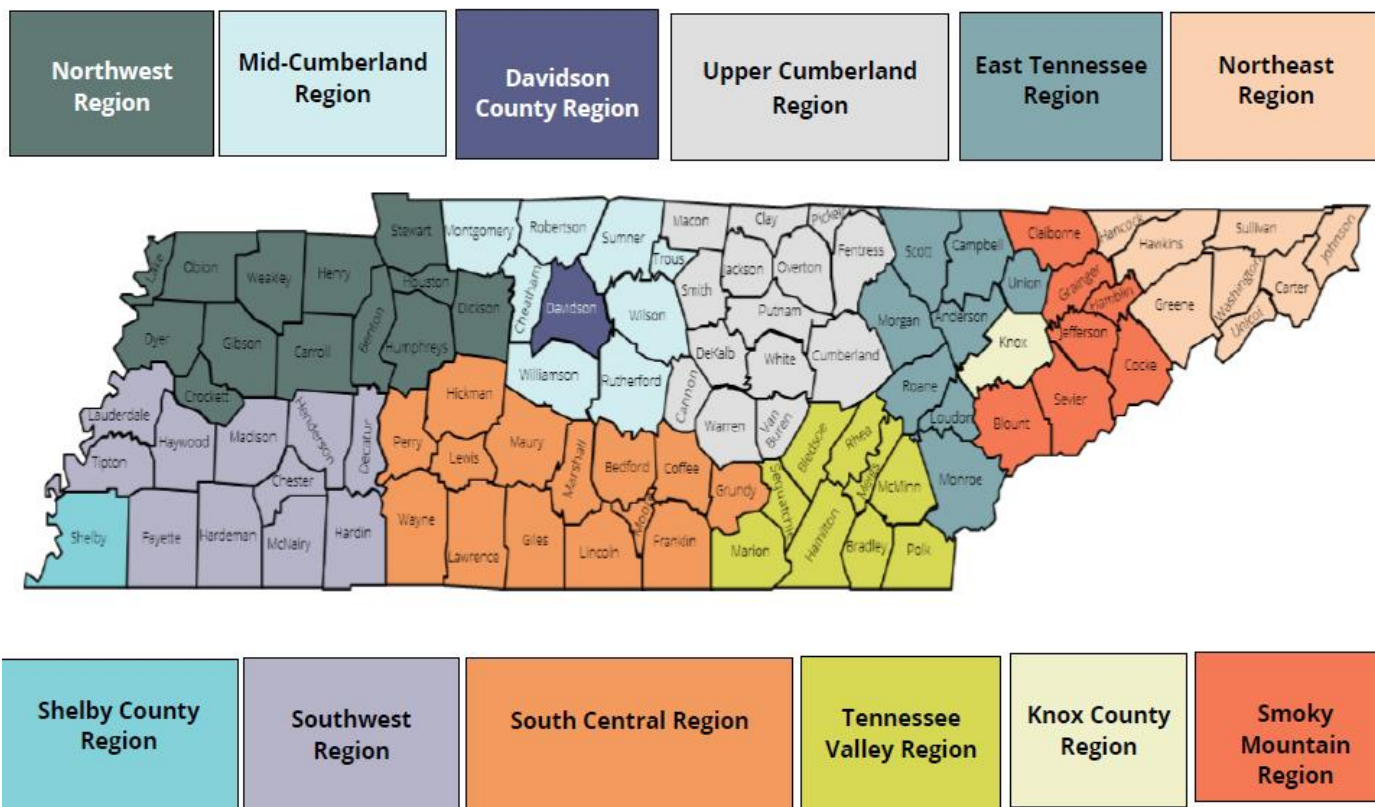 Northwest
Region
Mid-Cumberland
Region
Davidson
County Region
Upper Cumberland
Region
East Tennessee
Region
Northeast
Region
Stewart
Montgomery
Robertson
Sumner
Macon
Clay
Pickett
Fentress
Scott
Campbell
Claiborne
Hancock
Hawkins
Sullivan
Johnson
Lake
Obion
Weakley
Henry
Houston
Dickson
Cheatham
Davidson
Trous.
Wilson
Smith
Jackson
Overton
Putnam
Morgan
Anderson
Union
Grainger
Hamblin
Greene
Washington
Unicoi
Carter
Dyer
Gibson
Carroll
Benton
Humphreys
Williamson
Rutherford
DeKalb
White
Cumberland
Knox
Jefferson
Cocke
Crockett
Hickman
Cannon
Warren
Van
Buren
Roane
Loudon
Blount
Sevier
Lauderdale
Haywood
Madison
Henderson
Decatur
Perry
Lewis
Maury
Marshall
Bedford
Coffee
Grundy
Sequatchie
Bledsoe
Rhea
Meigs
McMinn
Monroe
Tipton
Chester
Shelby
Fayette
Hardeman
McNairy
Hardin
Wayne
Lawrence
Giles
Lincoln
Moore
Franklin
Marion
Hamilton
Bradley
Polk
Shelby County
Region
Southwest
Region
South Central Region
Tennessee
Valley Region
Knox County
Region
Smoky
Mountain
Region